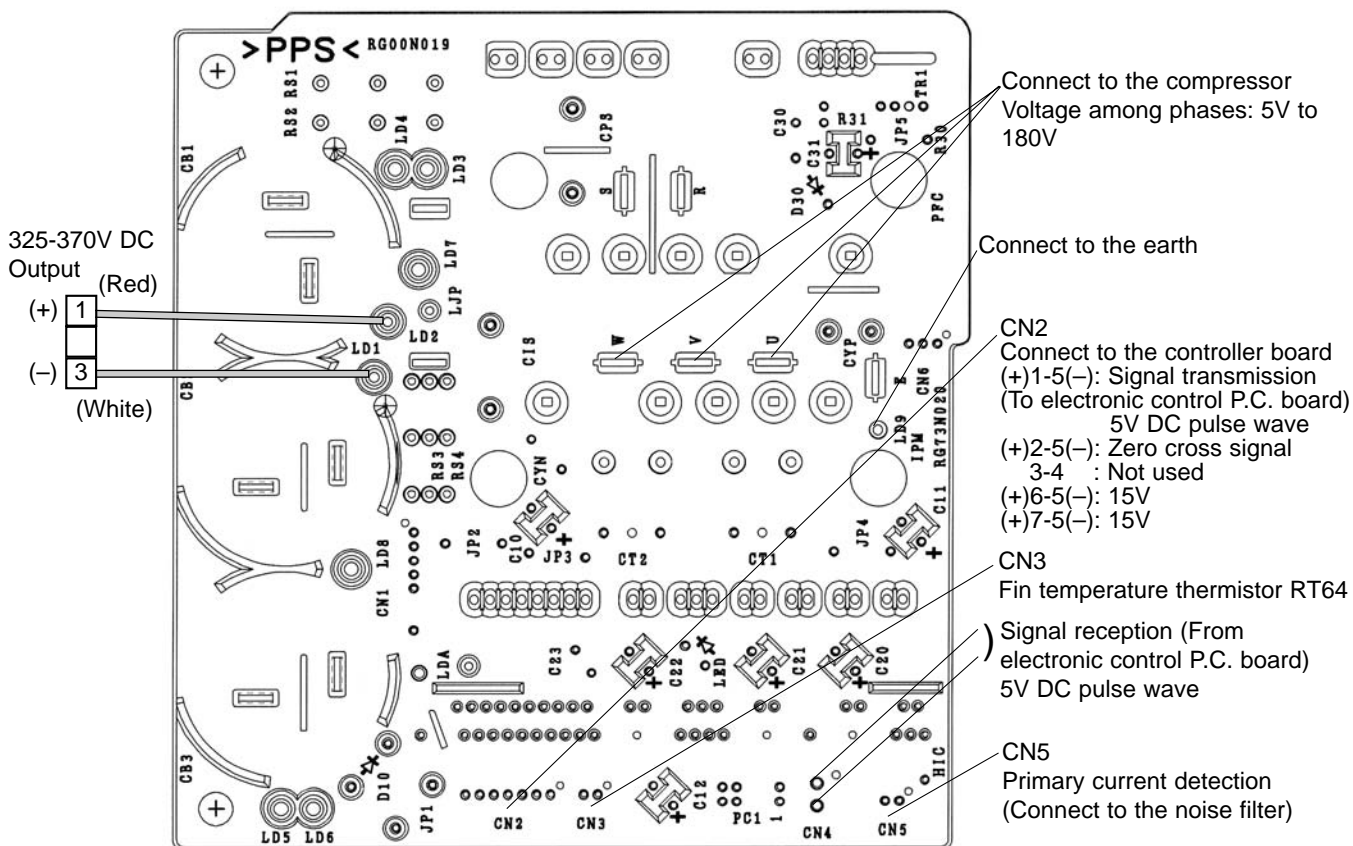 >PPS< RG00N019
RS1
RS2
LD4
LD3
CB1
CPS
C30
R31
JP5
TR1
R30
C31
D30
PFC
S
R
LD7
LJP
LD2
LD1
CIS
W
V
U
CYP
E
CN6
LD9
IPM
RG73N020
C11
RS3
RS4
CYN
JP2
C10
JP3
CT2
CT1
JP4
LD8
CN1
LDA
C23
C22
LED
C21
C20
CB3
D10
JP1
LD5 LD6
CN2
CN3
C12
PC1
1
CN4
CN5
HIC
325-370V DC
Output
(Red)
(+) 1
(–) 3
(White)
Connect to the compressor
Voltage among phases: 5V to
180V
Connect to the earth
CN2
Connect to the controller board
(+)1-5(–): Signal transmission
(To electronic control P.C. board)
5V DC pulse wave
(+)2-5(–): Zero cross signal
3-4 : Not used
(+)6-5(–): 15V
(+)7-5(–): 15V
CN3
Fin temperature thermistor RT64
Signal reception (From
electronic control P.C. board)
5V DC pulse wave
CN5
Primary current detection
(Connect to the noise filter)